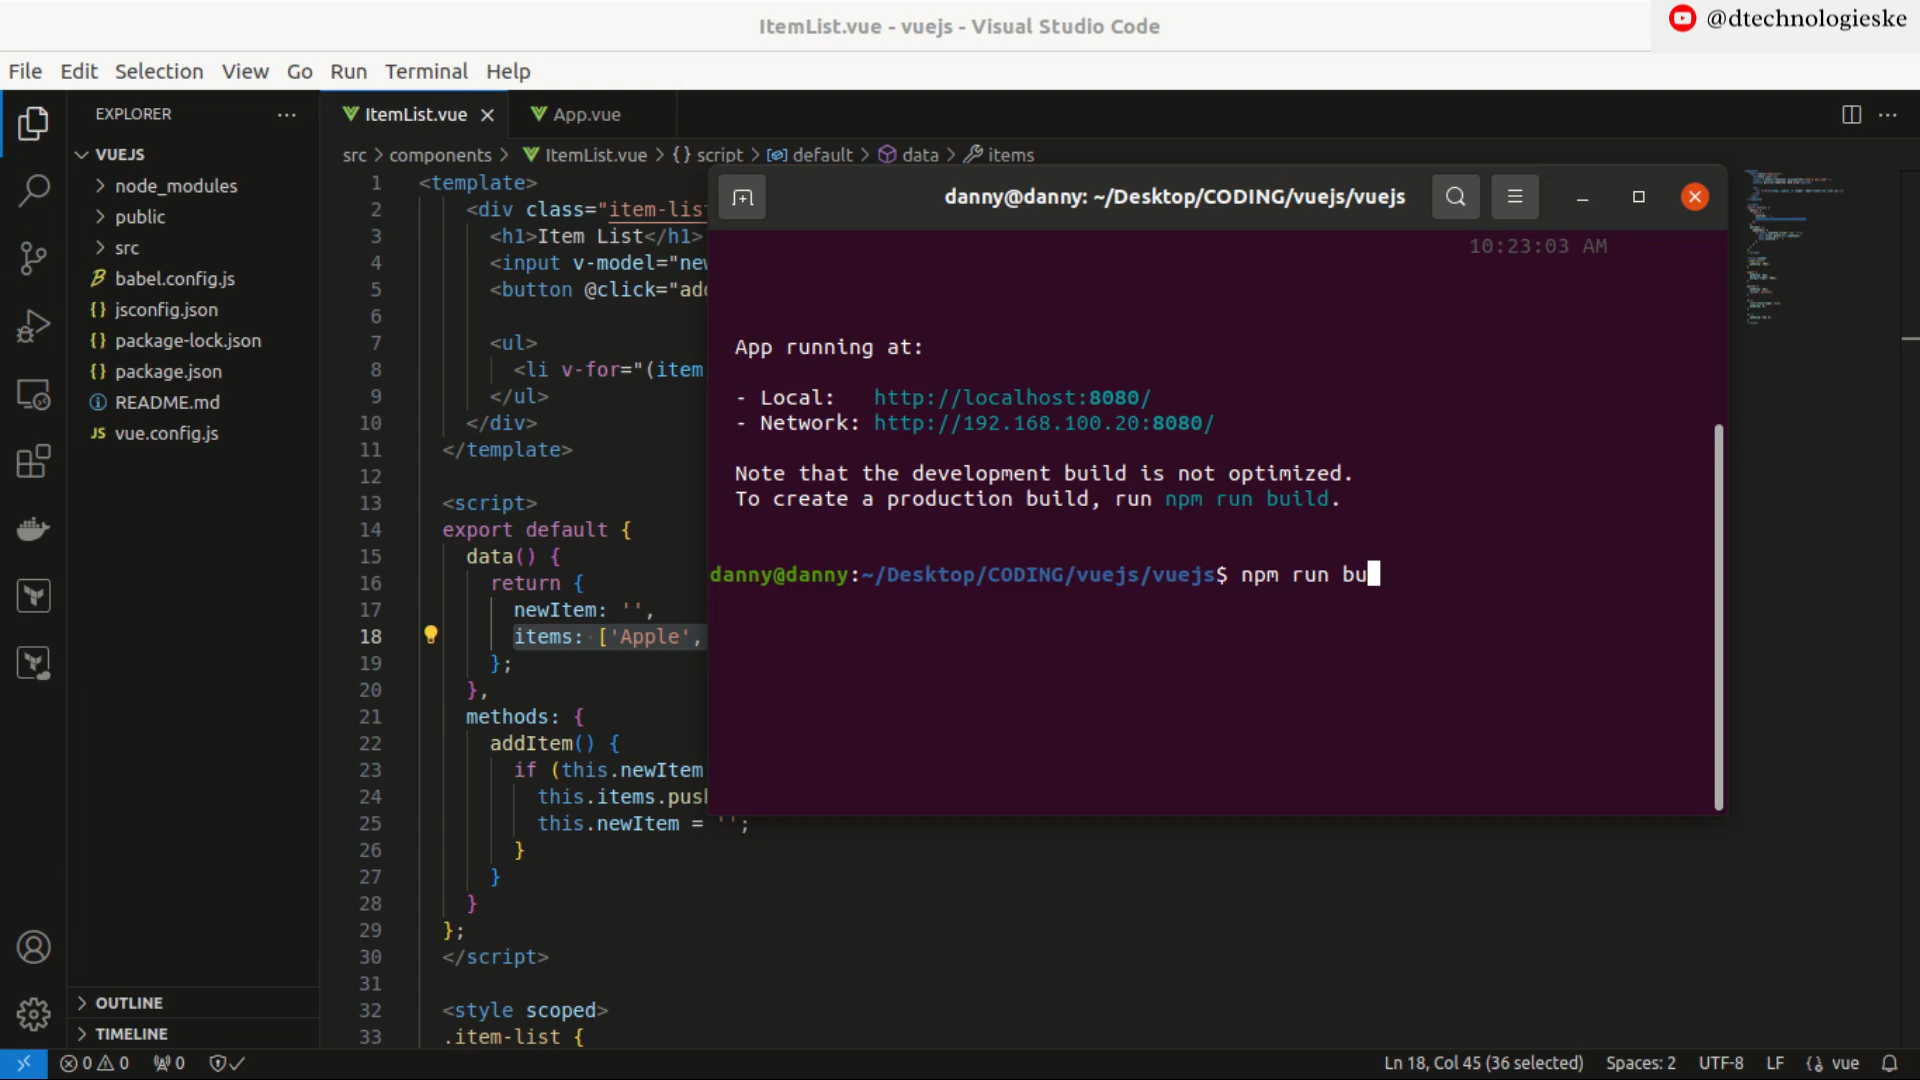 ItemList.vue - vuejs - Visual Studio Code
@dtechnologieske
File Edit Selection View Go Run Terminal Help
EXPLORER
ItemList.vue
App.vue
VUEJS
node_modules
public
src
babel.config.js
jsconfig.json
package-lock.json
package.json
README.md
vue.config.js
OUTLINE
TIMELINE
src > components > ItemList.vue > {} script > default > data > items
1 <template>
2 <div class="item-lis
3 <h1>Item List</h1>
4 <input v-model="new
5 <button @click="add
6
7 <ul>
8 <li v-for="(item
9 </ul>
10 </div>
11 </template>
12
13 <script>
14 export default {
15 data() {
16 return {
17 newItem: '',
18 items: ['Apple',
19 };
20 },
21 methods: {
22 addItem() {
23 if (this.newItem
24 this.items.push
25 this.newItem = '';
26 }
27 }
28 }
29 };
30 </script>
31
32 <style scoped>
33 .item-list {
danny@danny: ~/Desktop/CODING/vuejs/vuejs
10:23:03 AM
App running at:
- Local: http://localhost:8080/
- Network: http://192.168.100.20:8080/
Note that the development build is not optimized.
To create a production build, run npm run build.
danny@danny:~/Desktop/CODING/vuejs/vuejs$ npm run bu
0 0 0
Ln 18, Col 45 (36 selected) Spaces: 2 UTF-8 LF vue